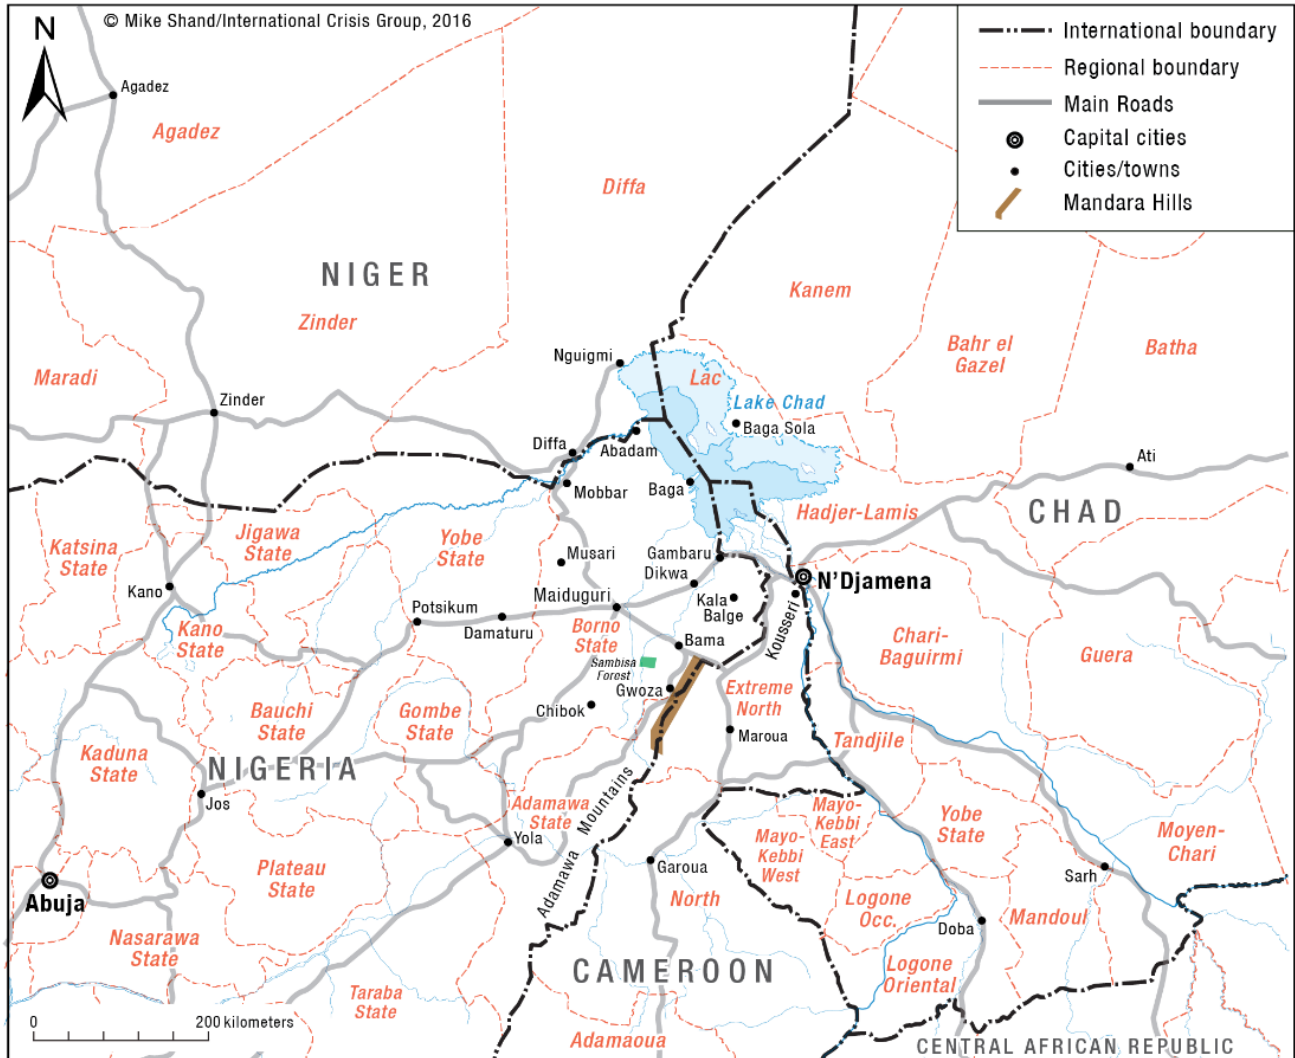 © Mike Shand/International Crisis Group, 2016
N
International boundary
Regional boundary
Main Roads
Capital cities
Cities/towns
Mandara Hills
Agadez
Agadez
Diffa
NIGER
Zinder
Kanem
Maradi
Bahr el
Gazel
Batha
Nguigmi
Lac
Zinder
Lake Chad
Baga Sola
Diffa
Abadam
Ati
Mobbar
Baga
CHAD
Hadjer-Lamis
Katsina
State
Jigawa
State
Yobe
State
Musari
Gambaru
Dikwa
N'Djamena
Kano
Maiduguri
Kala
Balge
Kousseri
Potsikum
Damaturu
Kano
State
Borno
State
Bama
Chari-
Baguirmi
Guera
Sambisa
Forest
Gwoza
Extreme
North
Chibok
Bauchi
State
Gombe
State
Maroua
Tandjile
Kaduna
State
NIGERIA
Jos
Adamawa
State
Adamawa Mountains
Mayo-
Kebbi
East
Yobe
State
Moyen-
Chari
Yola
Mayo-
Kebbi
West
Plateau
State
Garoua
Sarh
Abuja
North
Logone
Occ.
Mandoul
Doba
Nasarawa
State
CAMEROON
Logone
Oriental
Taraba
State
0 200 kilometers
Adamaoua
CENTRAL AFRICAN REPUBLIC